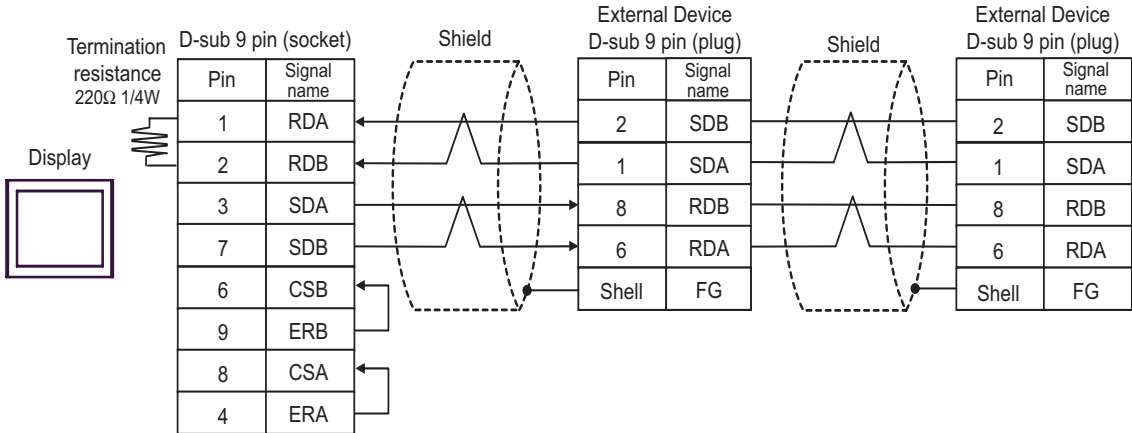 Termination
resistance
220Ω 1/4W
Display
D-sub 9 pin (socket)
Pin Signal name
1 RDA
2 RDB
3 SDA
7 SDB
6 CSB
9 ERB
8 CSA
4 ERA
Shield
External Device
D-sub 9 pin (plug)
Pin Signal name
2 SDB
1 SDA
8 RDB
6 RDA
Shell FG
Shield
External Device
D-sub 9 pin (plug)
Pin Signal name
2 SDB
1 SDA
8 RDB
6 RDA
Shell FG